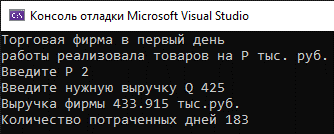 Консоль отладки Microsoft Visual Studio
Торговая фирма в первый день
работы реализовала товаров на P тыс. руб.
Введите P 2
Введите нужную выручку Q 425
Выручка фирмы 433.915 тыс.руб.
Количество потраченных дней 183